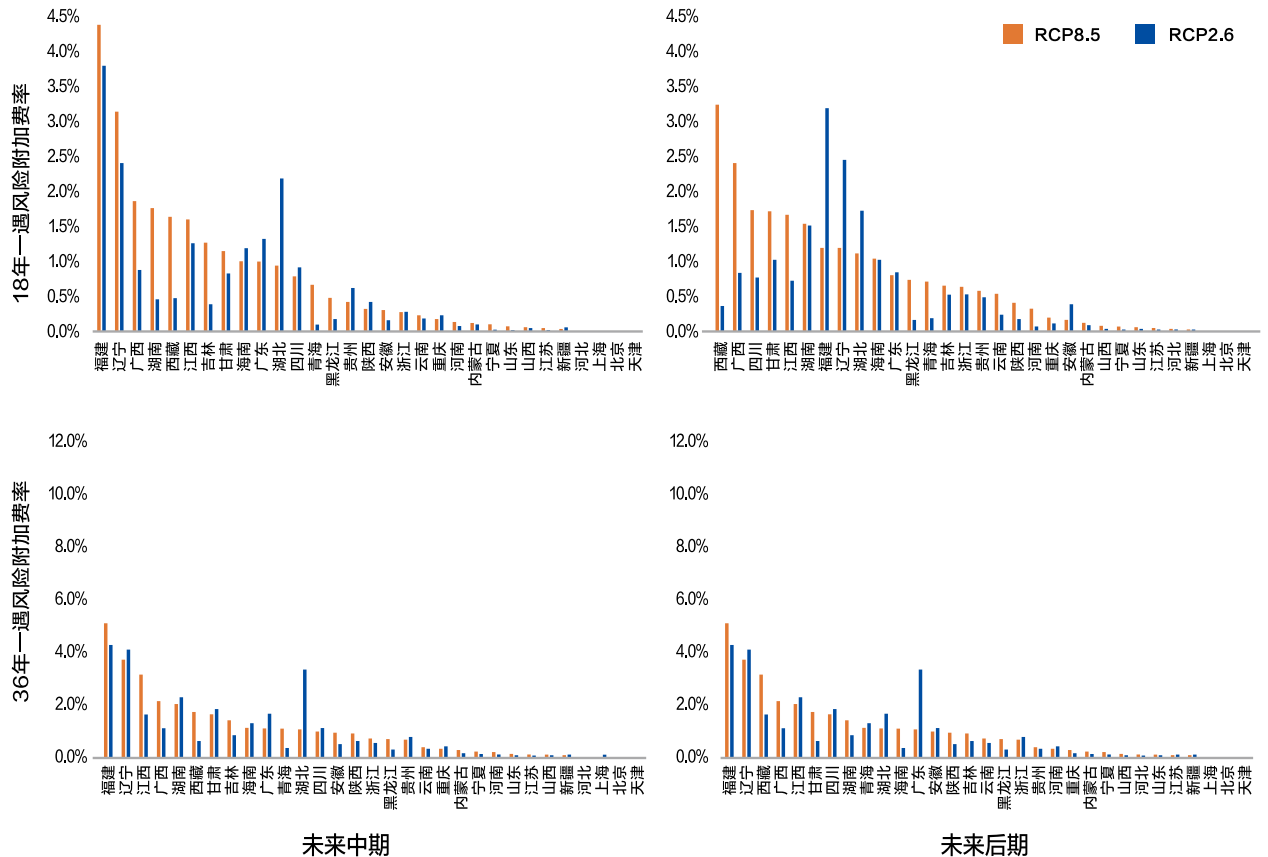 4.5%
4.0%
3.5%
3.0%
2.5%
2.0%
1.5%
1.0%
0.5%
0.0%
18年一遇风险附加费率
福建
辽宁
广西
湖南
西藏
江西
吉林
甘肃
海南
广东
湖北
四川
青海
黑龙江
贵州
陕西
安徽
浙江
云南
重庆
河南
内蒙古
宁夏
山东
山西
江苏
新疆
河北
上海
北京
天津
RCP8.5
RCP2.6
4.5%
4.0%
3.5%
3.0%
2.5%
2.0%
1.5%
1.0%
0.5%
0.0%
西藏
广西
四川
甘肃
江西
湖南
福建
辽宁
湖北
海南
广东
黑龙江
青海
吉林
浙江
贵州
云南
陕西
河南
重庆
安徽
内蒙古
山西
宁夏
山东
江苏
河北
新疆
上海
北京
天津
12.0%
10.0%
8.0%
6.0%
4.0%
2.0%
0.0%
36年一遇风险附加费率
福建
辽宁
江西
广西
湖南
西藏
甘肃
吉林
海南
广东
青海
湖北
四川
安徽
陕西
浙江
黑龙江
贵州
云南
重庆
内蒙古
宁夏
河南
山东
江苏
山西
新疆
河北
上海
北京
天津
未来中期
12.0%
10.0%
8.0%
6.0%
4.0%
2.0%
0.0%
福建
辽宁
西藏
广西
江西
甘肃
四川
湖南
青海
湖北
海南
广东
安徽
陕西
吉林
云南
黑龙江
浙江
贵州
河南
重庆
内蒙古
宁夏
山西
河北
山东
江苏
新疆
上海
北京
天津
未来后期